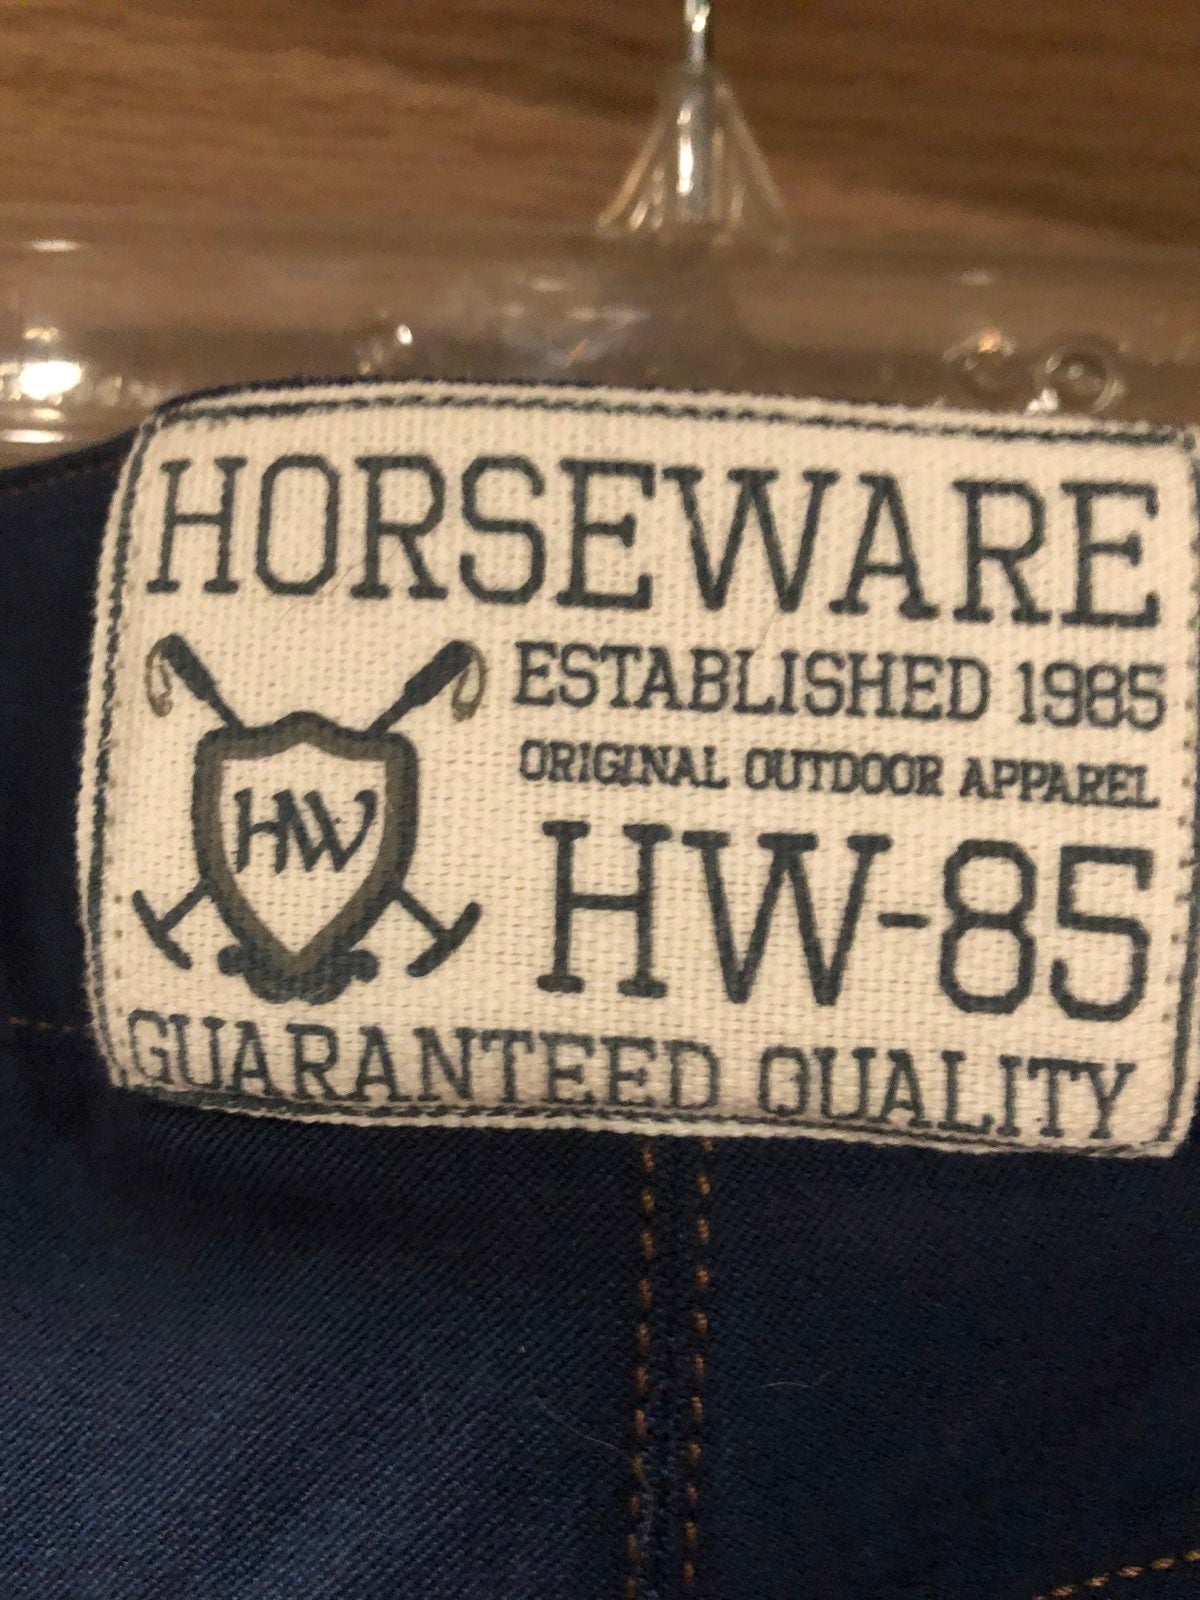 HORSEWARE
ESTABLISHED 1985
ORIGINAL OUTDOOR APPAREL
HW
HW-85
GUARANTEED QUALITY